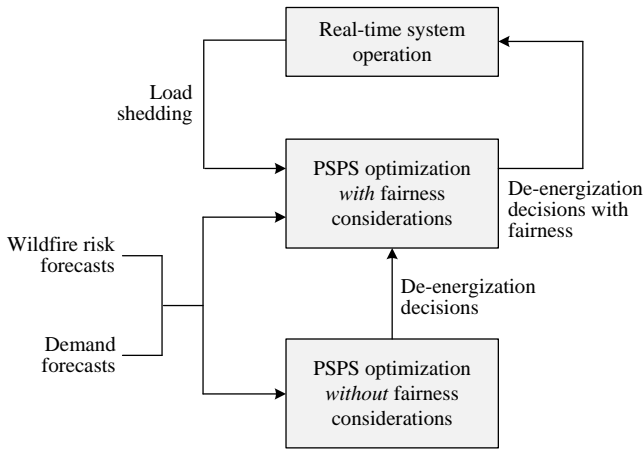 Real-time system
operation
Load
shedding
PSPS optimization
with fairness
considerations
De-energization
decisions with
fairness
Wildfire risk
forecasts
De-energization
decisions
Demand
forecasts
PSPS optimization
without fairness
considerations